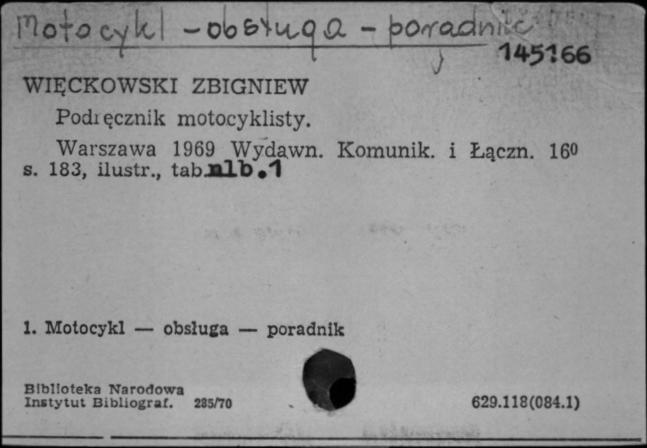 Motocykl - obsługa - poradnik
145166
WIĘCKOWSKI ZBIGNIEW
Podręcznik motocyklisty.
Warszawa 1969 Wydawn. Komunik. i Łączn. 16⁰
s. 183, ilustr., tab. nlb. 1
1. Motocykl — obsługa — poradnik
Biblioteka Narodowa
Instytut Bibliograf. 285/70
629.118(084.1)